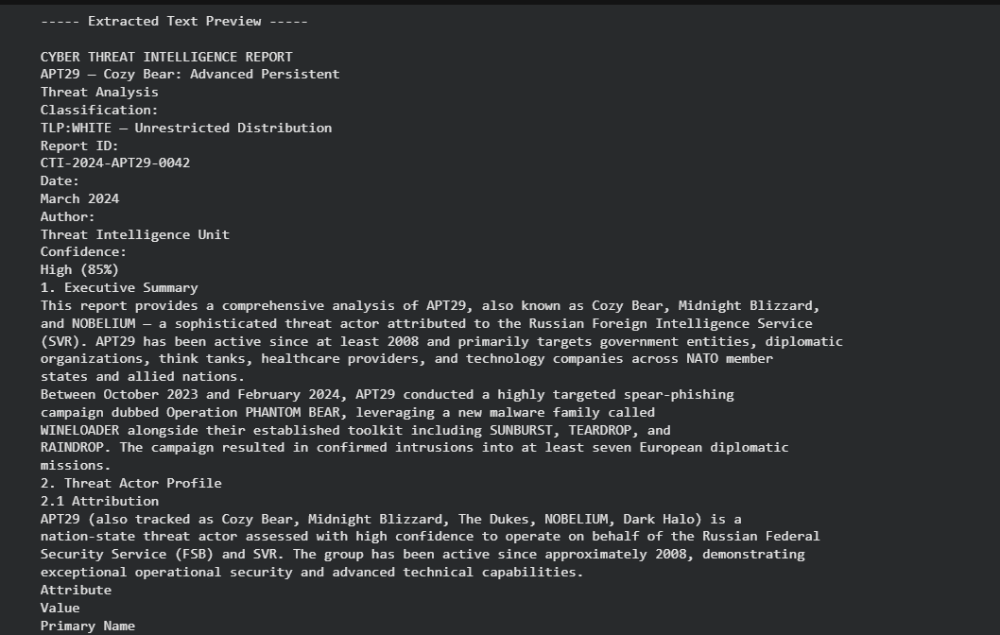 ----- Extracted Text Preview -----
CYBER THREAT INTELLIGENCE REPORT
APT29 — Cozy Bear: Advanced Persistent
Threat Analysis
Classification:
TLP:WHITE — Unrestricted Distribution
Report ID:
CTI-2024-APT29-0042
Date:
March 2024
Author:
Threat Intelligence Unit
Confidence:
High (85%)
1. Executive Summary
This report provides a comprehensive analysis of APT29, also known as Cozy Bear, Midnight Blizzard,
and NOBELIUM — a sophisticated threat actor attributed to the Russian Foreign Intelligence Service
(SVR). APT29 has been active since at least 2008 and primarily targets government entities, diplomatic
organizations, think tanks, healthcare providers, and technology companies across NATO member
states and allied nations.
Between October 2023 and February 2024, APT29 conducted a highly targeted spear-phishing
campaign dubbed Operation PHANTOM BEAR, leveraging a new malware family called
WINELOADER alongside their established toolkit including SUNBURST, TEARDROP, and
RAINDROP. The campaign resulted in confirmed intrusions into at least seven European diplomatic
missions.
2. Threat Actor Profile
2.1 Attribution
APT29 (also tracked as Cozy Bear, Midnight Blizzard, The Dukes, NOBELIUM, Dark Halo) is a
nation-state threat actor assessed with high confidence to operate on behalf of the Russian Federal
Security Service (FSB) and SVR. The group has been active since approximately 2008, demonstrating
exceptional operational security and advanced technical capabilities.
Attribute
Value
Primary Name